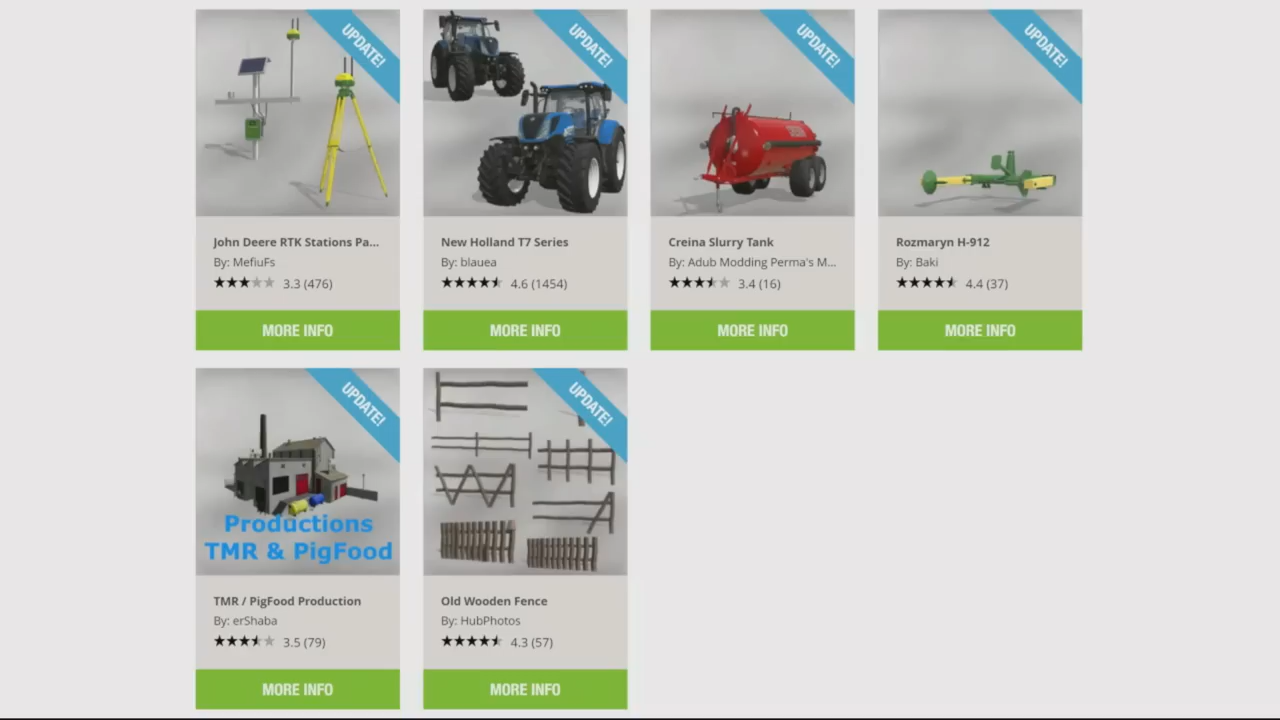 UPDATE!
UPDATE!
UPDATE!
UPDATE!
John Deere RTK Stations Pa...
By: MefiuFs
3.3 (476)
MORE INFO
New Holland T7 Series
By: blauea
4.6 (1454)
MORE INFO
Creina Slurry Tank
By: Adub Modding Perma's M...
3.4 (16)
MORE INFO
Rozmaryn H-912
By: Baki
4.4 (37)
MORE INFO
UPDATE!
UPDATE!
Productions
TMR & PigFood
TMR / PigFood Production
By: erShaba
3.5 (79)
MORE INFO
Old Wooden Fence
By: HubPhotos
4.3 (57)
MORE INFO